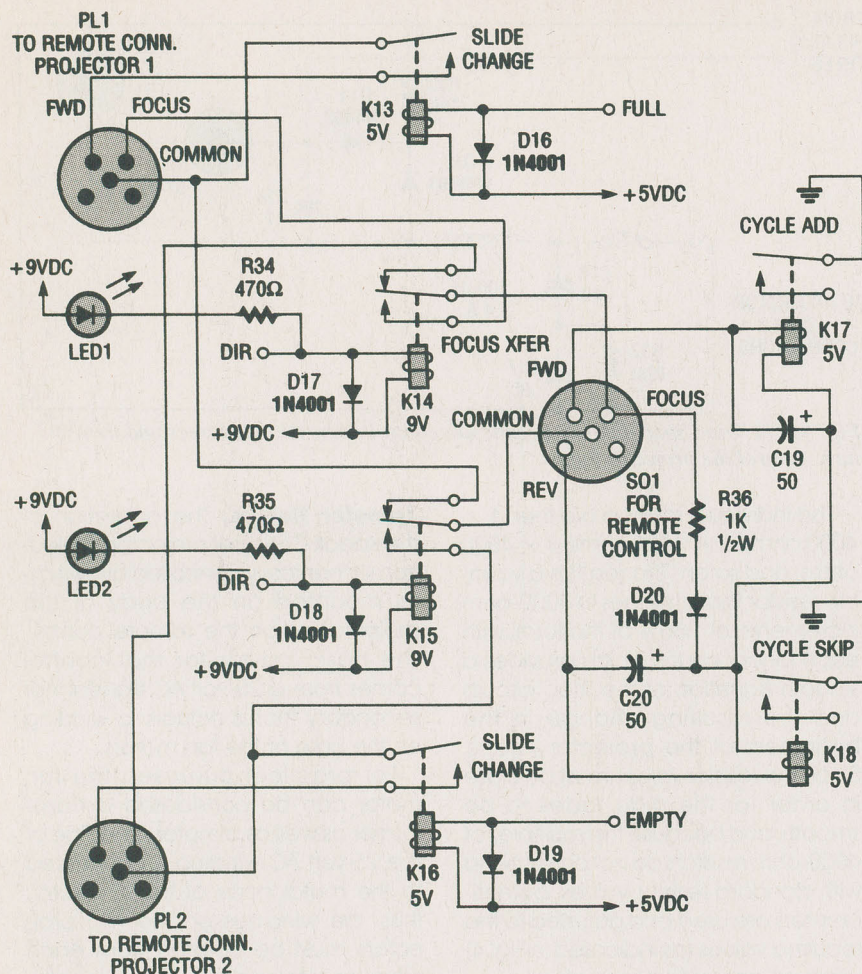 PL1
TO REMOTE CONN.
PROJECTOR 1
SLIDE
CHANGE
FWD
FOCUS
COMMON
K13
5V
FULL
D16
1N4001
+5VDC
CYCLE ADD
+9VDC
R34
470Ω
LED1
DIR
FOCUS XFER
K17
5V
D17
1N4001
K14
9V
+9VDC
FWD
FOCUS
COMMON
REV
+
C19
50
SO1
FOR
REMOTE
CONTROL
R36
1K
1/2W
+9VDC
R35
470Ω
LED2
DIR
D18
1N4001
K15
9V
+9VDC
D20
1N4001
+
C20
50
CYCLE SKIP
K18
5V
SLIDE
CHANGE
K16
5V
EMPTY
D19
1N4001
+5VDC
PL2
TO REMOTE CONN.
PROJECTOR 2